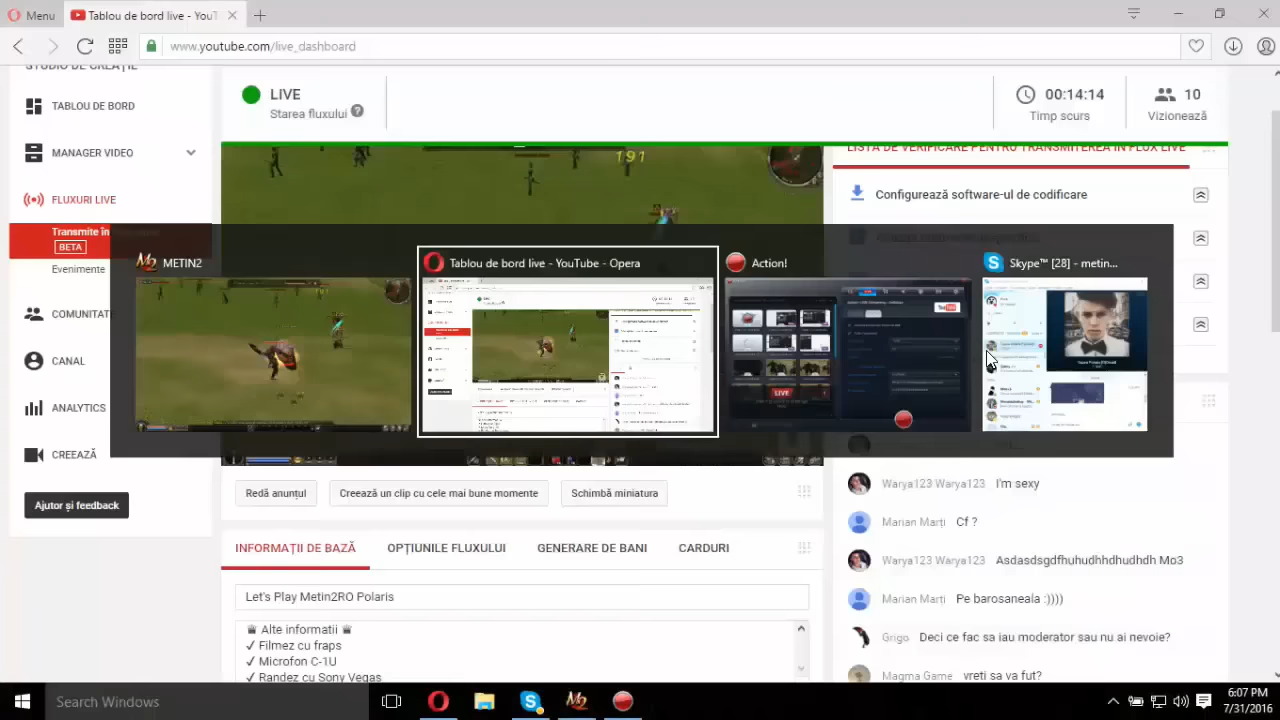 Menu
Tablou de bord live - YouT
www.youtube.com/live_dashboard
STUDIO DE CREAȚIE
TABLOU DE BORD
MANAGER VIDEO
FLUXURI LIVE
Transmite în
BETA
Evenimente
COMUNITATE
CANAL
ANALYTICS
CREEAZĂ
Ajutor și feedback
LIVE
Starea fluxului
00:14:14
Timp scurs
10
Vizionează
191
LISTA DE VERIFICARE PENTRU TRANSMITEREA ÎN FLUX LIVE
Configurează software-ul de codificare
METIN2
Tablou de bord live - YouTube - Opera
Action!
Skype™ [28] - metin...
YouTube
LIVE
Redă anunțul
Creează un clip cu cele mai bune momente
Schimbă miniatura
INFORMAȚII DE BAZĂ
OPȚIUNILE FLUXULUI
GENERARE DE BANI
CARDURI
Let's Play Metin2RO Polaris
♛ Alte informatii ♛
✓ Filmez cu fraps
✓ Microfon C-1U
✓ Randez cu Sony Vegas
Warya123 Warya123 I'm sexy
Marian Marți Cf ?
Warya123 Warya123 Asdasdsgdfhuhudhhdhudhdh Mo3
Marian Marți Pe barosaneala :))))
Grigo Deci ce fac sa iau moderator sau nu ai nevoie?
Magma Game vreti sa va fut?
Search Windows
6:07 PM
7/31/2016